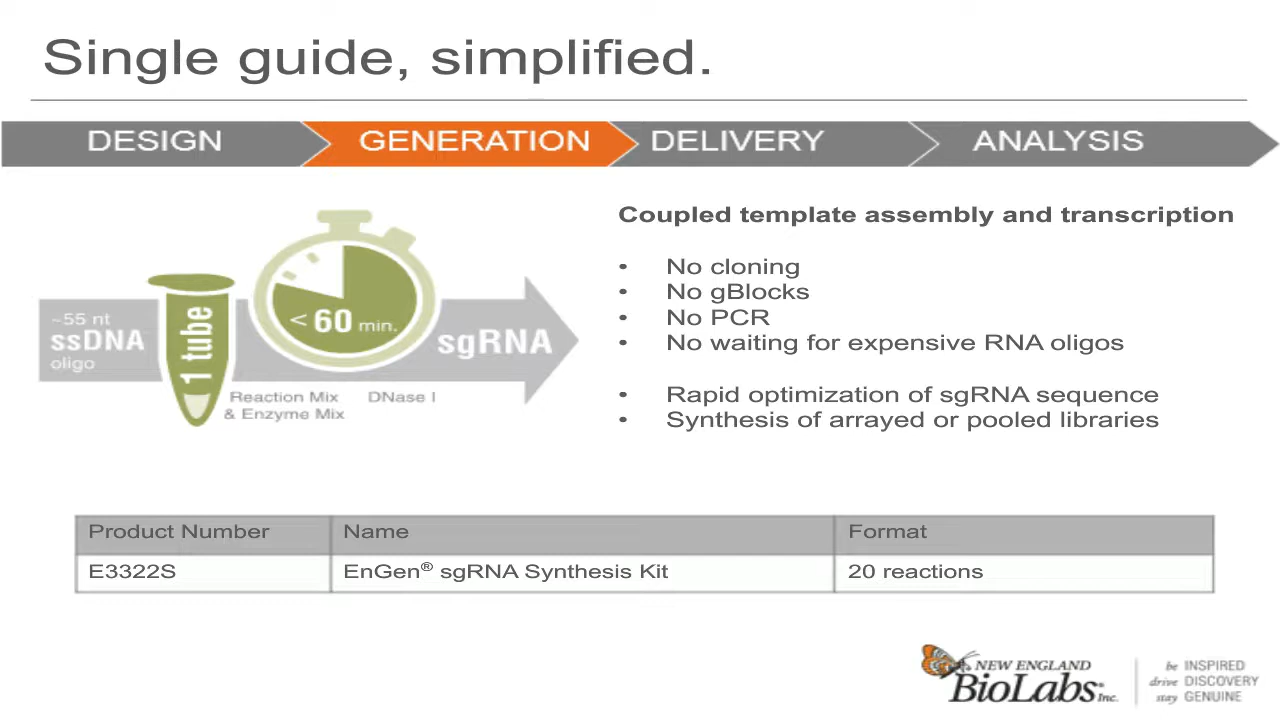 Single guide, simplified.
DESIGN
GENERATION
DELIVERY
ANALYSIS
~55 nt
ssDNA
oligo
1 tube
< 60 min.
sgRNA
Reaction Mix
& Enzyme Mix
DNase I
Coupled template assembly and transcription
• No cloning
• No gBlocks
• No PCR
• No waiting for expensive RNA oligos
• Rapid optimization of sgRNA sequence
• Synthesis of arrayed or pooled libraries
Product Number Name Format
E3322S EnGen® sgRNA Synthesis Kit 20 reactions
NEW ENGLAND
BioLabs® Inc.
be INSPIRED
drive DISCOVERY
stay GENUINE